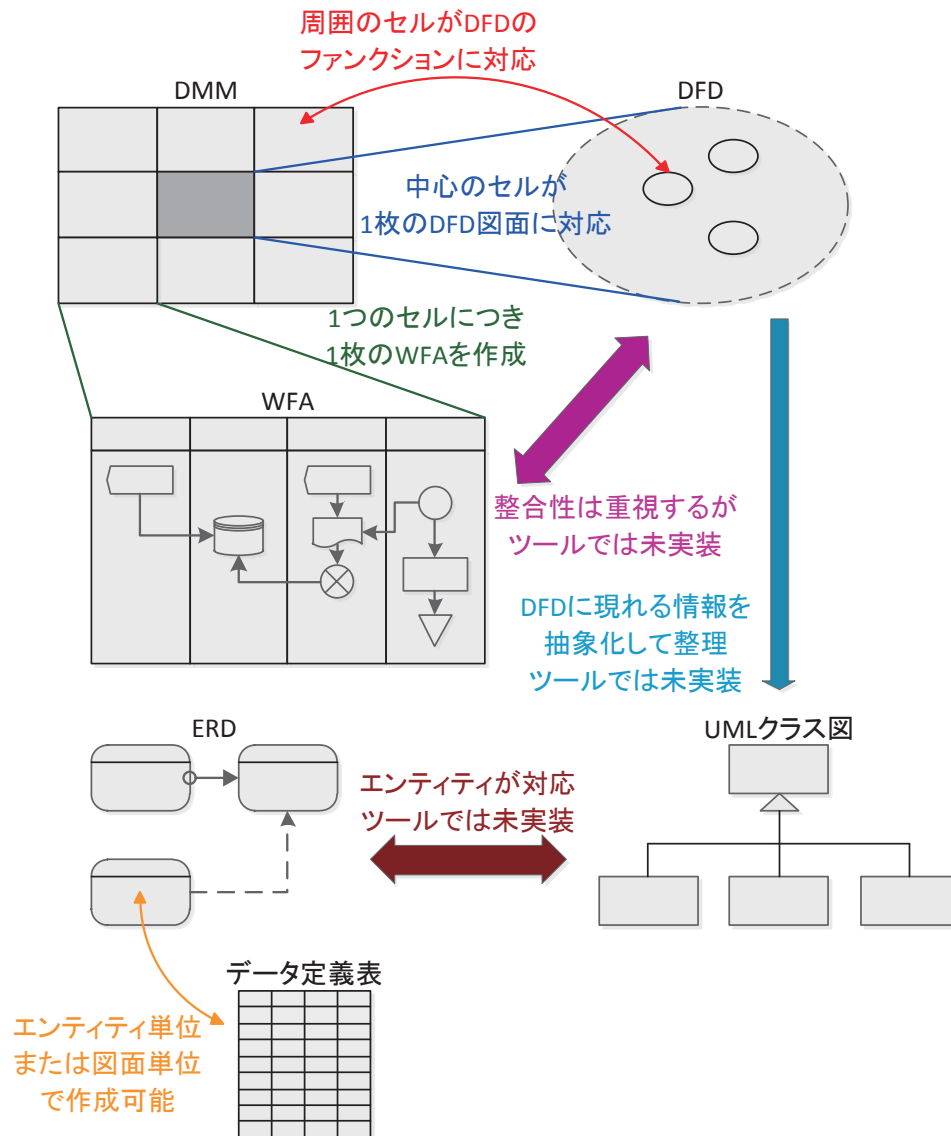 周囲のセルがDFDの
ファンクションに対応
DMM
DFD
中心のセルが
1枚のDFD図面に対応
1つのセルにつき
1枚のWFAを作成
WFA
整合性は重視するが
ツールでは未実装
DFDに現れる情報を
抽象化して整理
ツールでは未実装
ERD
UMLクラス図
エンティティが対応
ツールでは未実装
データ定義表
エンティティ単位
または図面単位
で作成可能